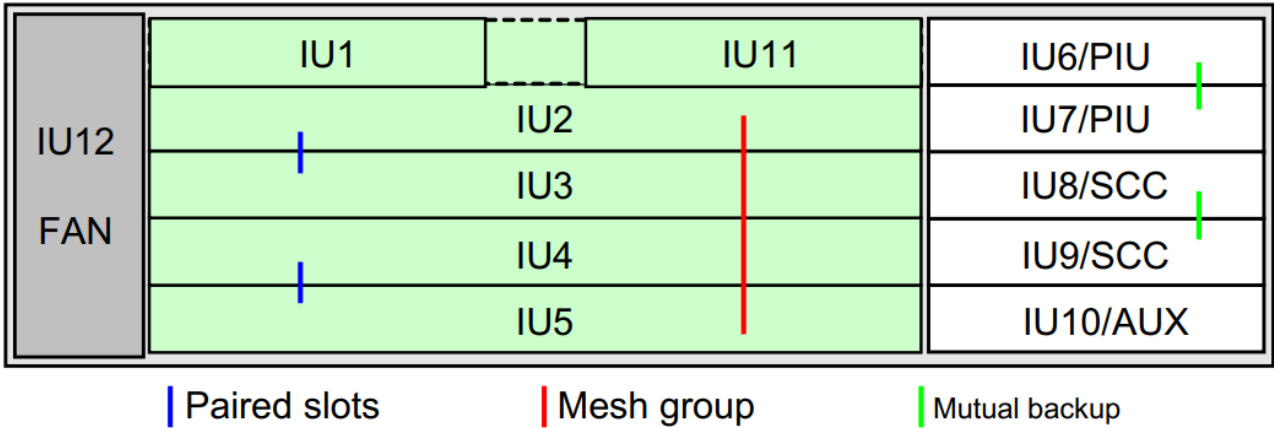 IU12
FAN
IU1
IU11
IU2
IU3
IU4
IU5
IU6/PIU
IU7/PIU
IU8/SCC
IU9/SCC
IU10/AUX
Paired slots
Mesh group
Mutual backup